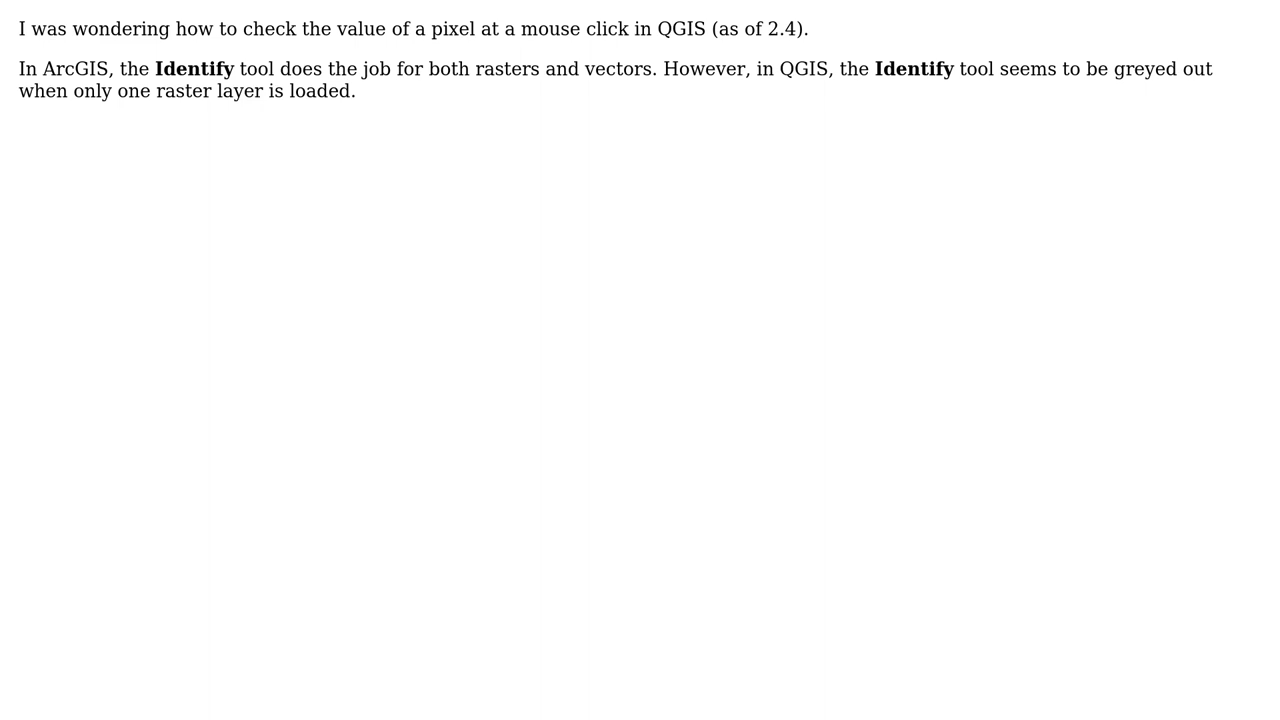 I was wondering how to check the value of a pixel at a mouse click in QGIS (as of 2.4).
In ArcGIS, the Identify tool does the job for both rasters and vectors. However, in QGIS, the Identify tool seems to be greyed out
when only one raster layer is loaded.